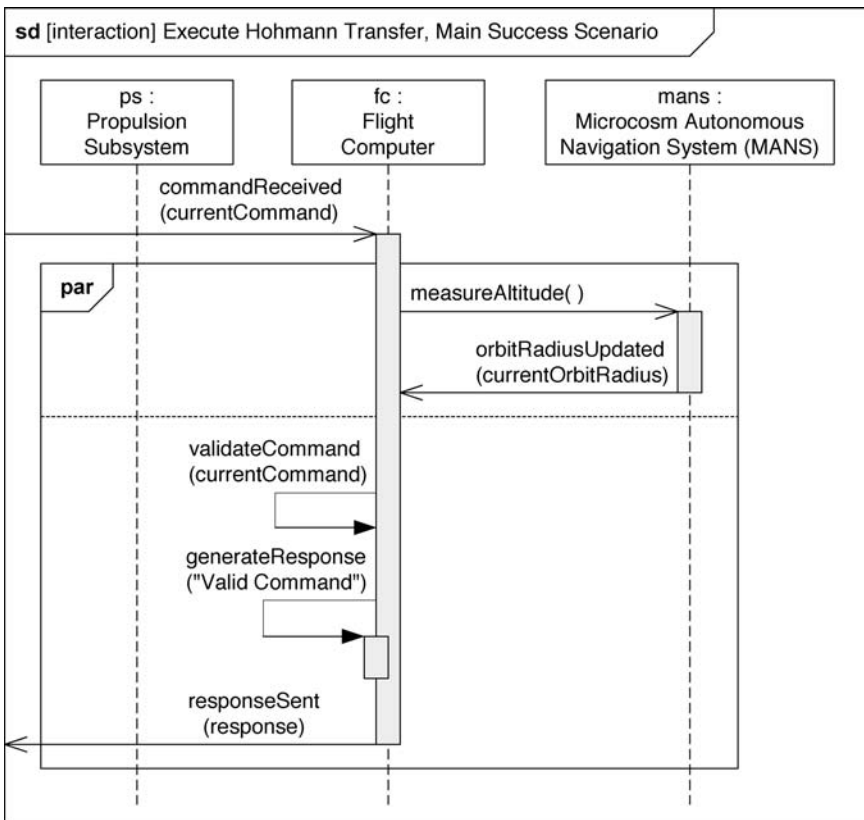 sd [interaction] Execute Hohmann Transfer, Main Success Scenario
ps :
Propulsion
Subsystem
fc :
Flight
Computer
mans :
Microcosm Autonomous
Navigation System (MANS)
commandReceived
(currentCommand)
par
measureAltitude( )
orbitRadiusUpdated
(currentOrbitRadius)
validateCommand
(currentCommand)
generateResponse
("Valid Command")
responseSent
(response)